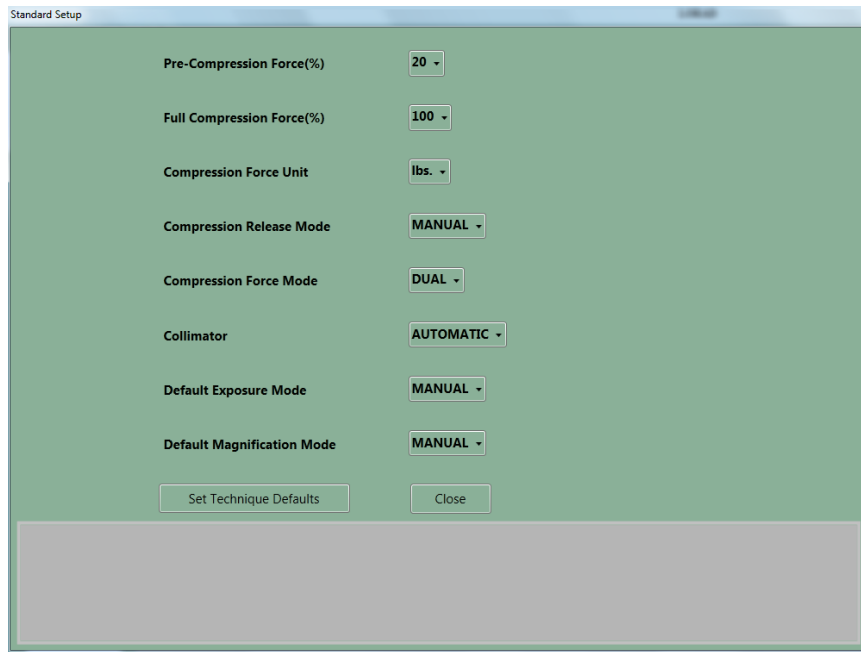 Standard Setup
Pre-Compression Force(%) 20
Full Compression Force(%) 100
Compression Force Unit lbs.
Compression Release Mode MANUAL
Compression Force Mode DUAL
Collimator AUTOMATIC
Default Exposure Mode MANUAL
Default Magnification Mode MANUAL
Set Technique Defaults Close